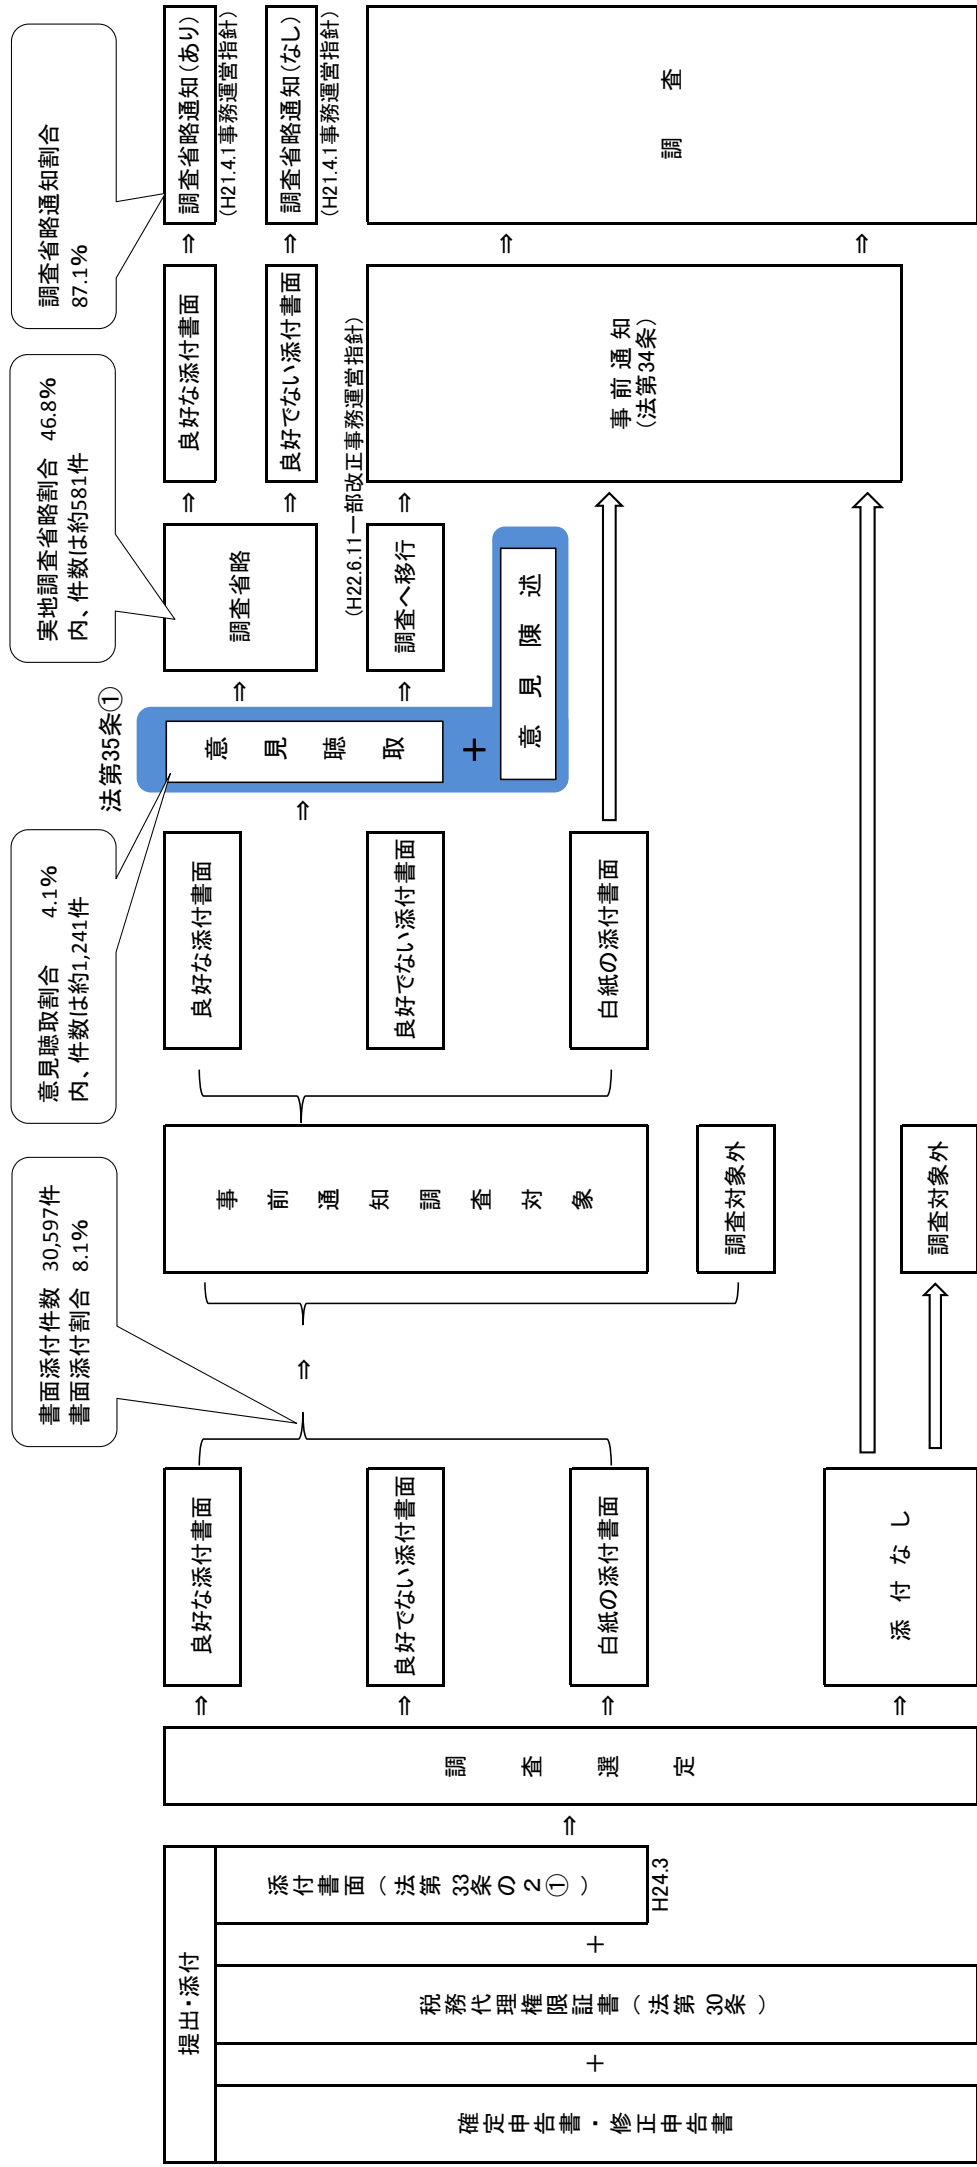 提出・添付
確定申告書・修正申告書
＋
税務代理権限証書（法第30条）
＋
添付書面（法第33条の2①）
H24.3
⇒
調査選定
⇒
良好な添付書面
⇒
良好でない添付書面
⇒
白紙の添付書面
⇒
添付なし
書面添付件数 30,597件
書面添付割合 8.1%
⇒
事前通知調査対象
調査対象外
調査対象外
良好な添付書面
良好でない添付書面
白紙の添付書面
意見聴取割合 4.1%
内、件数は約1,241件
⇒
法第35条①
意見聴取
＋
意見陳述
⇒
調査省略
⇒
調査へ移行
(H22.6.11一部改正事務運営指針)
実地調査省略割合 46.8%
内、件数は約581件
⇒
良好な添付書面
⇒
良好でない添付書面
⇒
事前通知
(法第34条)
調査省略通知割合
87.1%
⇒
調査省略通知(あり)
(H21.4.1事務運営指針)
⇒
調査省略通知(なし)
(H21.4.1事務運営指針)
⇒
⇒
調査